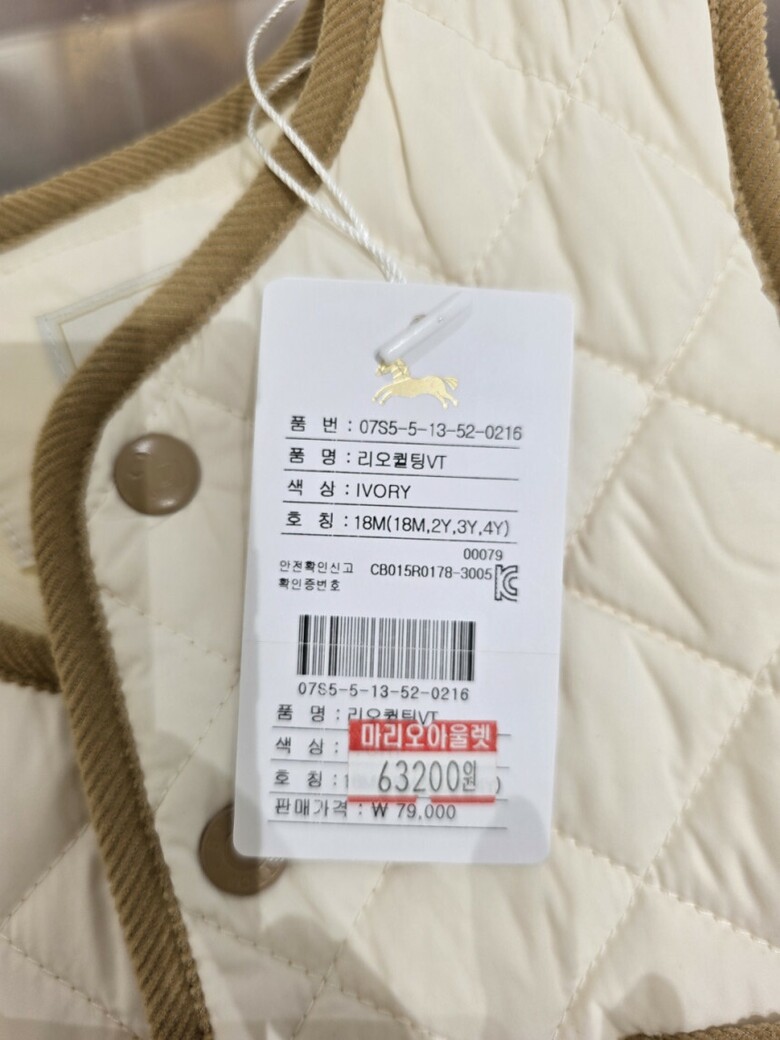 품 번 : 07S5-5-13-52-0216
품 명 : 리오퀼팅VT
색 상 : IVORY
호 칭 : 18M(18M,2Y,3Y,4Y)
00079
안전확인신고 CB015R0178-3005
확인증번호
07S5-5-13-52-0216
품 명 : 리오퀼팅VT
색 상 :
마리오아울렛
호 칭 :
63200원
판매가격 : ₩ 79,000